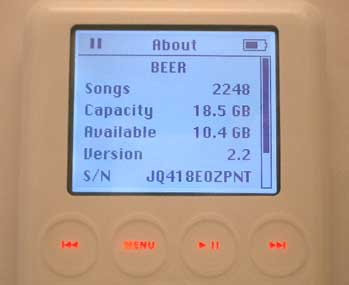 About
BEER
Songs 2248
Capacity 18.5 GB
Available 10.4 GB
Version 2.2
S/N JQ418E0ZPNT
MENU